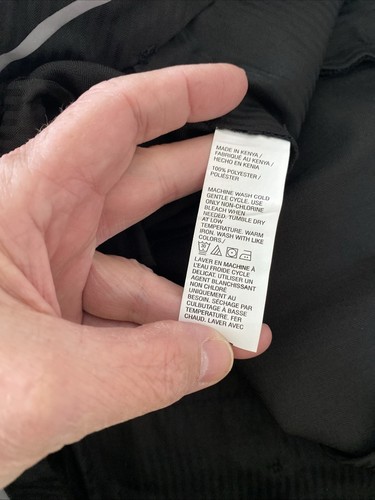 MADE IN KENYA /
FABRIQUÉ AU KENYA /
HECHO EN KENIA
100% POLYESTER /
POLIÉSTER
MACHINE WASH COLD
GENTLE CYCLE. USE
ONLY NON-CHLORINE
BLEACH WHEN
NEEDED. TUMBLE DRY
AT LOW
TEMPERATURE. WARM
IRON. WASH WITH LIKE
COLORS./
LAVER EN MACHINE À
L'EAU FROIDE CYCLE
DÉLICAT. UTILISER UN
AGENT BLANCHISSANT
NON CHLORÉ
UNIQUEMENT AU
BESOIN. SÉCHAGE PAR
CULBUTAGE À BASSE
TEMPÉRATURE. FER
CHAUD. LAVER AVEC